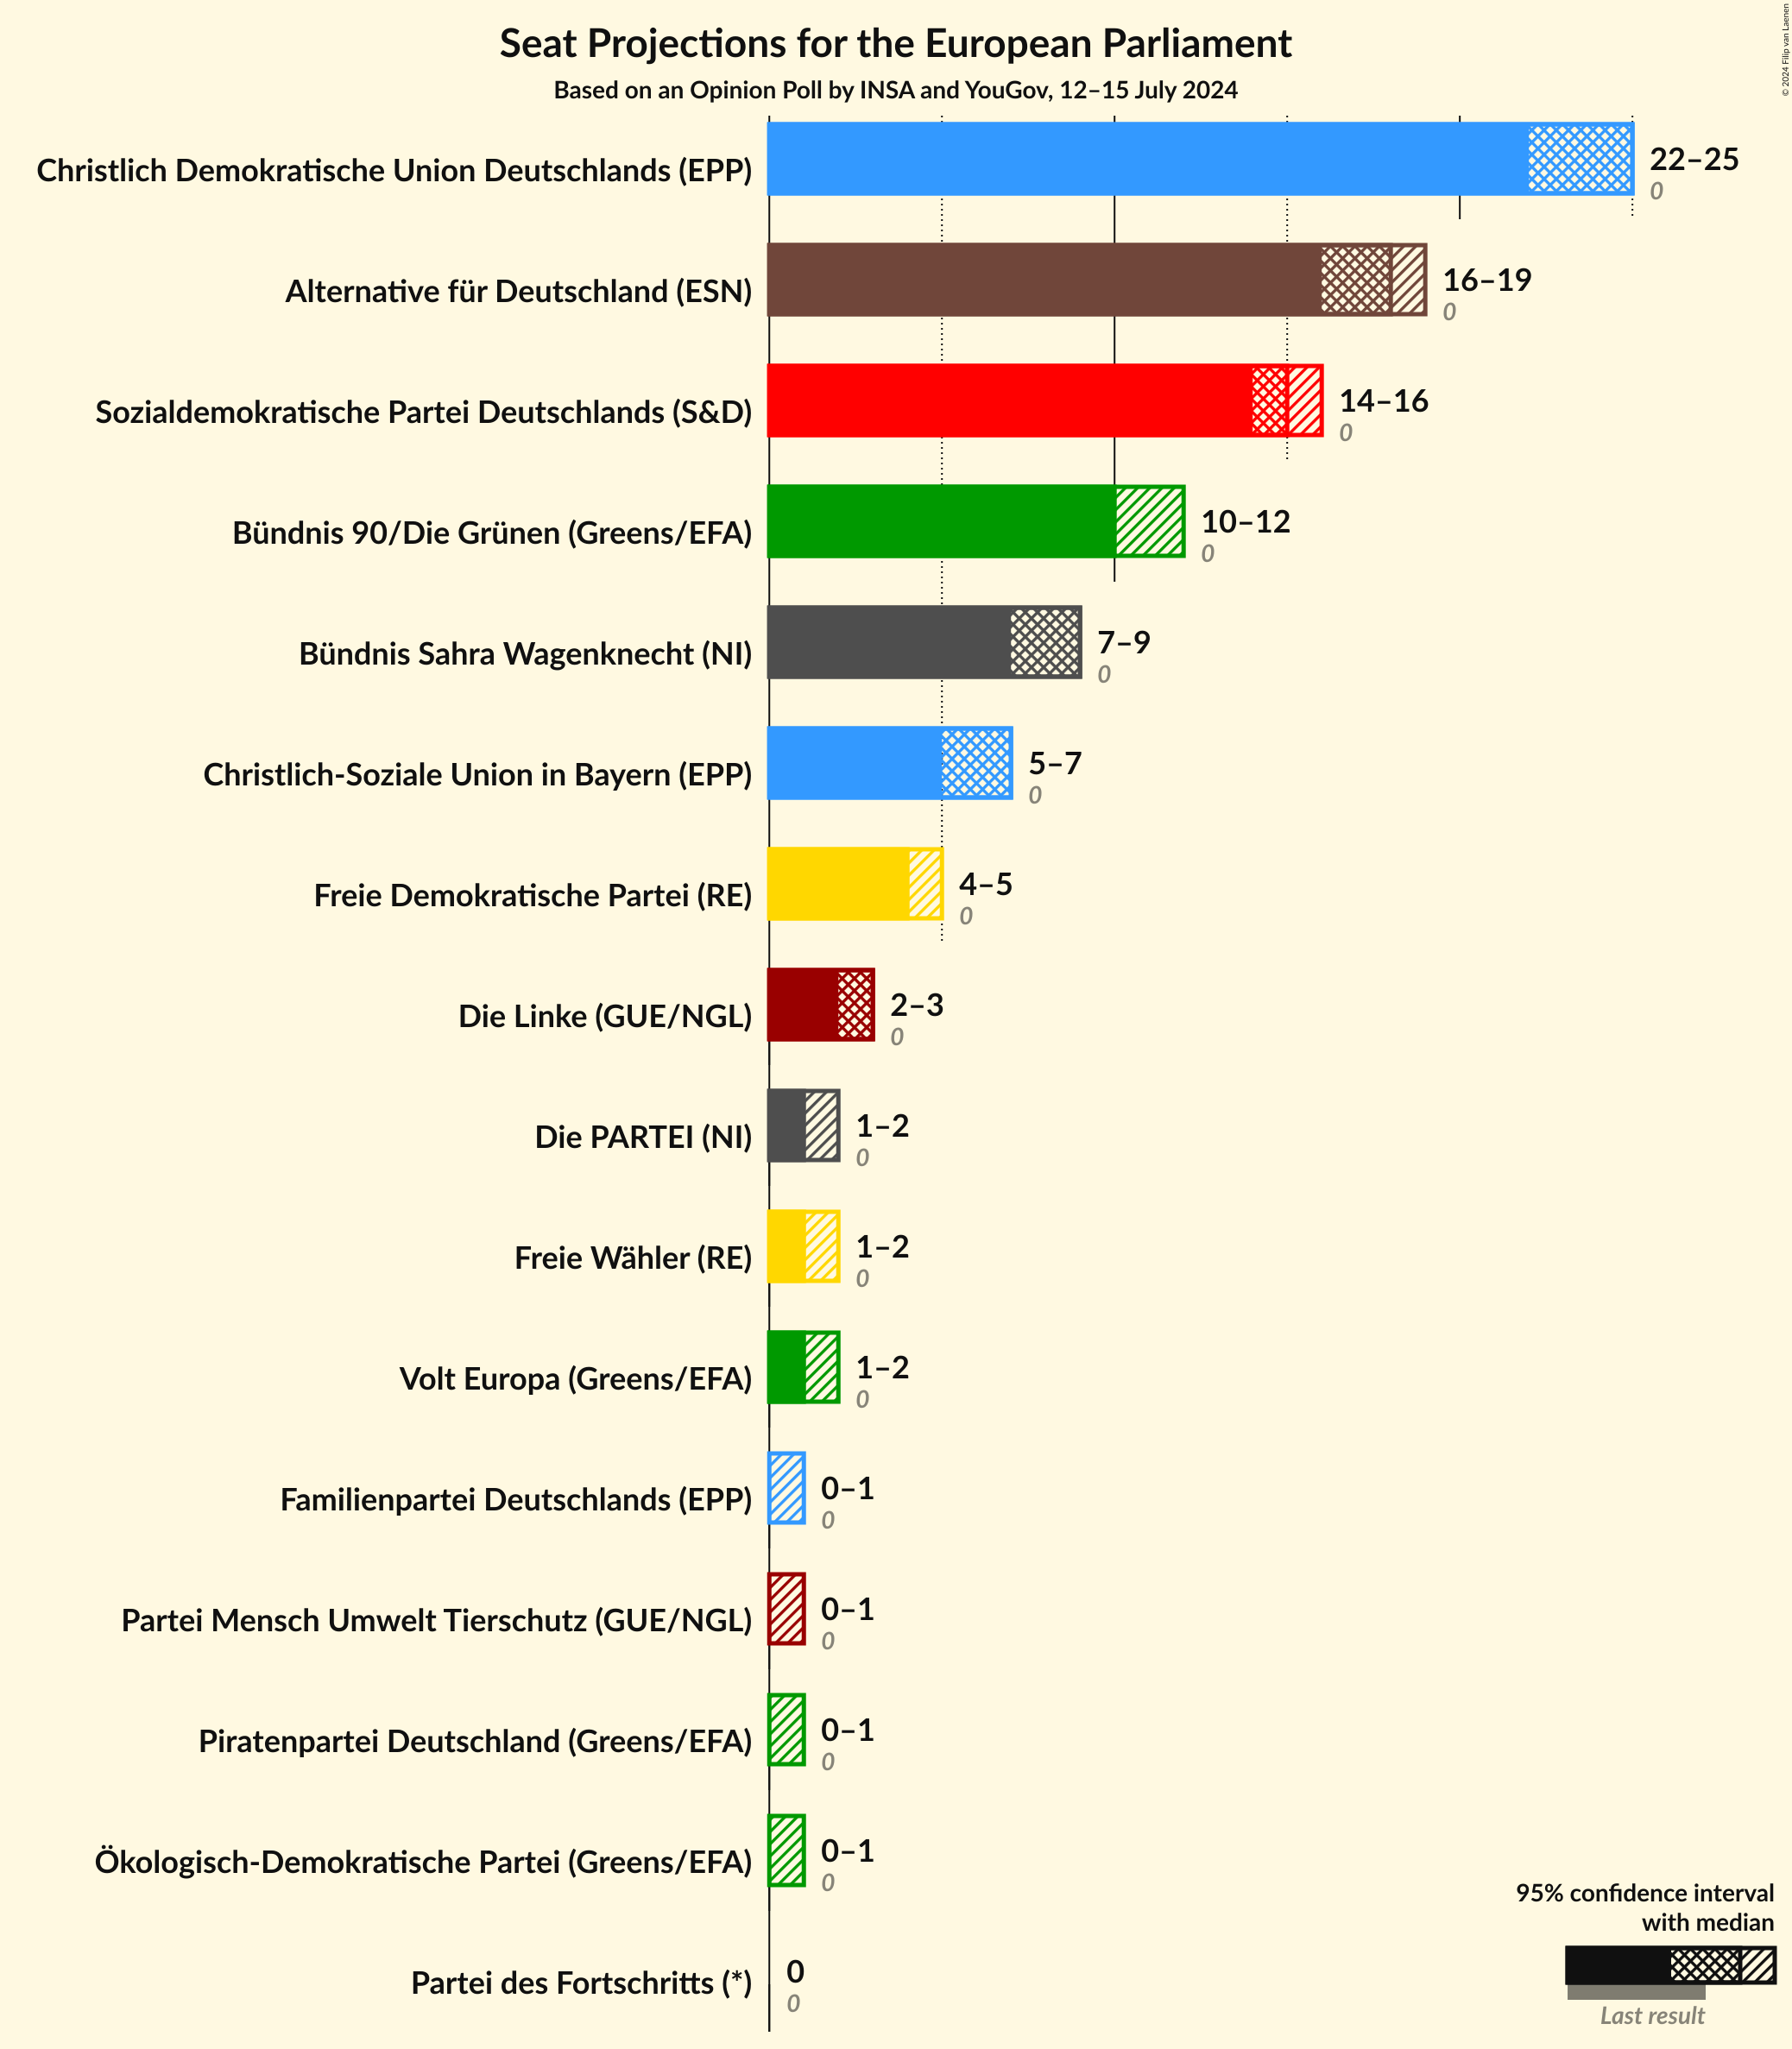 Seat Projections for the European Parliament
Based on an Opinion Poll by INSA and YouGov, 12–15 July 2024
© 2024 Filip van Laenen
Christlich Demokratische Union Deutschlands (EPP)
22–25
0
Alternative für Deutschland (ESN)
16–19
0
Sozialdemokratische Partei Deutschlands (S&D)
14–16
0
Bündnis 90/Die Grünen (Greens/EFA)
10–12
0
Bündnis Sahra Wagenknecht (NI)
7–9
0
Christlich-Soziale Union in Bayern (EPP)
5–7
0
Freie Demokratische Partei (RE)
4–5
0
Die Linke (GUE/NGL)
2–3
0
Die PARTEI (NI)
1–2
0
Freie Wähler (RE)
1–2
0
Volt Europa (Greens/EFA)
1–2
0
Familienpartei Deutschlands (EPP)
0–1
0
Partei Mensch Umwelt Tierschutz (GUE/NGL)
0–1
0
Piratenpartei Deutschland (Greens/EFA)
0–1
0
Ökologisch-Demokratische Partei (Greens/EFA)
0–1
0
Partei des Fortschritts (*)
0
0
95% confidence interval
with median
Last result